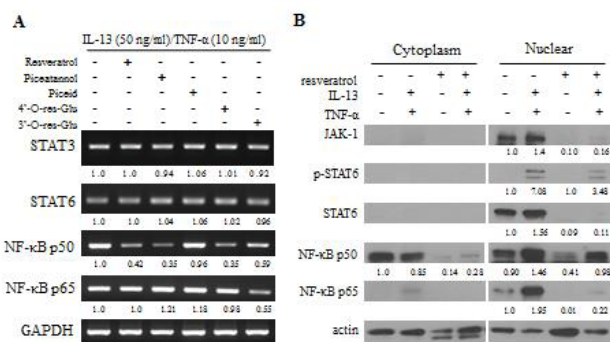 A
IL-13 (50 ng/ml)/TNF-α (10 ng/ml)
Resveratrol - + - - - -
Piceatannol - - + - - -
Piceid - - - + - -
4'-O-res-Glu - - - - + -
3'-O-res-Glu - - - - - +
STAT3
1.0 1.0 0.94 1.06 1.01 0.92
STAT6
1.0 1.0 1.04 1.06 1.02 0.96
NF-κB p50
1.0 0.42 0.35 0.96 0.35 0.59
NF-κB p65
1.0 1.0 1.21 1.18 0.98 0.55
GAPDH
B
Cytoplasm Nuclear
resveratrol - - + + - - + +
IL-13 - + - + - + - +
TNF-α - + - + - + - +
JAK-1
1.0 1.4 0.10 0.16
p-STAT6
1.0 7.08 1.0 3.48
STAT6
1.0 1.56 0.09 0.11
NF-κB p50
1.0 0.85 0.14 0.28 0.90 1.46 0.41 0.98
NF-κB p65
1.0 1.95 0.01 0.22
actin